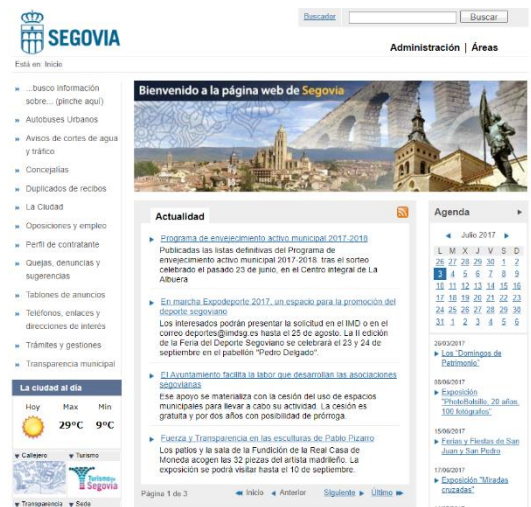 Buscador
Buscar
SEGOVIA
Administración | Áreas
Está en: Inicio
...busco información
sobre... (pinche aquí)
Autobuses Urbanos
Avisos de cortes de agua
y tráfico
Concejalías
Duplicados de recibos
La Ciudad
Oposiciones y empleo
Perfil de contratante
Quejas, denuncias y
sugerencias
Tablones de anuncios
Teléfonos, enlaces y
direcciones de interés
Trámites y gestiones
Transparencia municipal
La ciudad al día
Hoy Max Min
29ºC 9ºC
Callejero Turismo
Turismo de
Segovia
Transparencia Sede
Bienvenido a la página web de Segovia
Actualidad
Programa de envejecimiento activo municipal 2017-2018
Publicadas las listas definitivas del Programa de
envejecimiento activo municipal 2017-2018. tras el sorteo
celebrado el pasado 23 de junio, en el Centro integral de La
Albuera
En marcha Expodeporte 2017, un espacio para la promoción del
deporte segoviano
Los interesados podrán presentar la solicitud en el IMD o en el
correo deportes@imdsg.es hasta el 25 de agosto. La II edición
de la Feria del Deporte Segoviano se celebrará el 23 y 24 de
septiembre en el pabellón "Pedro Delgado".
El Ayuntamiento facilita la labor que desarrollan las asociaciones
segovianas
Ese apoyo se materializa con la cesión del uso de espacios
municipales para llevar a cabo su actividad. La cesión es
gratuita y por dos años con posibilidad de prórroga.
Fuerza y Transparencia en las esculturas de Pablo Pizarro
Los patios y la sala de la Fundición de la Real Casa de
Moneda acogen las 32 piezas del artista madrileño. La
exposición se podrá visitar hasta el 10 de septiembre.
Página 1 de 3 Inicio Anterior Siguiente Último
Agenda
Julio 2017
L M X J V S D
26 27 28 29 30 1 2
3 4 5 6 7 8 9
10 11 12 13 14 15 16
17 18 19 20 21 22 23
24 25 26 27 28 29 30
31 1 2 3 4 5 6
26/03/2017
Los "Domingos de
Patrimonio"
08/06/2017
Exposición
"PhotoBolsillo: 20 años,
100 fotógrafos"
15/06/2017
Ferias y Fiestas de San
Juan y San Pedro
17/06/2017
Exposición "Miradas
cruzadas"